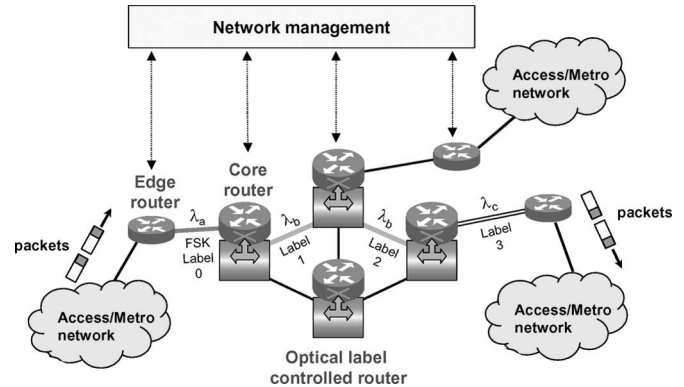 Network management
Access/Metro
network
Edge
router
Core
router
λa
λb
λb
λc
packets
FSK
Label
0
Label
1
Label
2
Label
3
packets
Access/Metro
network
Access/Metro
network
Optical label
controlled router